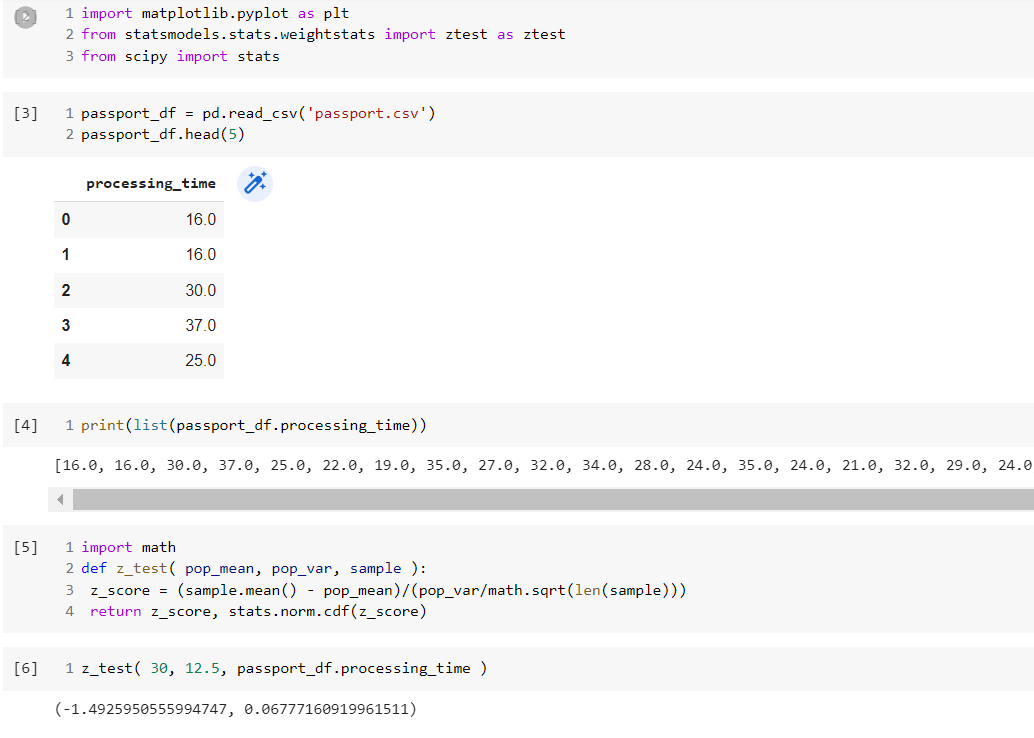 1 import matplotlib.pyplot as plt
2 from statsmodels.stats.weightstats import ztest as ztest
3 from scipy import stats
[3] 1 passport_df = pd.read_csv('passport.csv')
2 passport_df.head(5)
processing_time
0 16.0
1 16.0
2 30.0
3 37.0
4 25.0
[4] 1 print(list(passport_df.processing_time))
[16.0, 16.0, 30.0, 37.0, 25.0, 22.0, 19.0, 35.0, 27.0, 32.0, 34.0, 28.0, 24.0, 35.0, 24.0, 21.0, 32.0, 29.0, 24.0
[5] 1 import math
2 def z_test( pop_mean, pop_var, sample ):
3 z_score = (sample.mean() - pop_mean)/(pop_var/math.sqrt(len(sample)))
4 return z_score, stats.norm.cdf(z_score)
[6] 1 z_test( 30, 12.5, passport_df.processing_time )
(-1.4925950555994747, 0.06777160919961511)